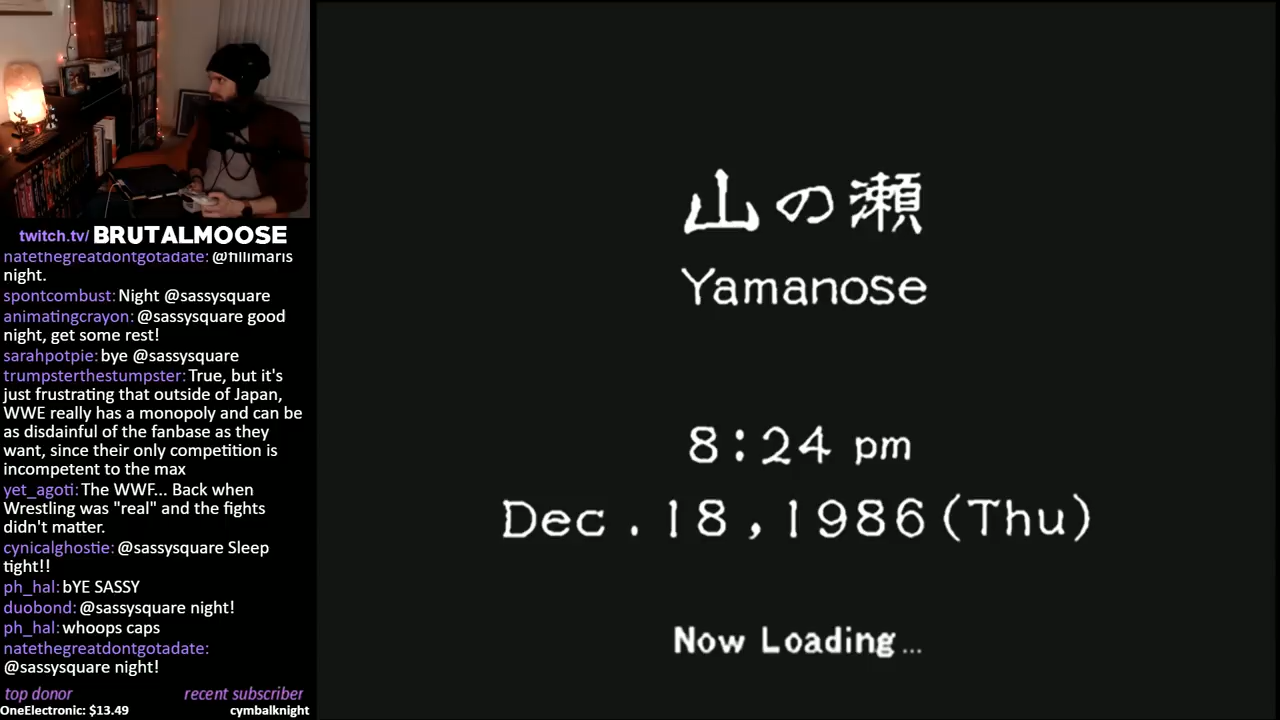 twitch.tv/ BRUTALMOOSE
natethegreatdontgotadate: @fillimaris
night.
spontcombust: Night @sassysquare
animatingcrayon: @sassysquare good
night, get some rest!
sarahpotpie: bye @sassysquare
trumpsterthestumpster: True, but it's
just frustrating that outside of Japan,
WWE really has a monopoly and can be
as disdainful of the fanbase as they
want, since their only competition is
incompetent to the max
yet_agoti: The WWF... Back when
Wrestling was "real" and the fights
didn't matter.
cynicalghostie: @sassysquare Sleep
tight!!
ph_hal: bYE SASSY
duobond: @sassysquare night!
ph_hal: whoops caps
natethegreatdontgotadate:
@sassysquare night!
top donor recent subscriber
OneElectronic: $13.49 cymbalknight
山の瀬
Yamanose
8:24 pm
Dec.18,1986(Thu)
Now Loading...